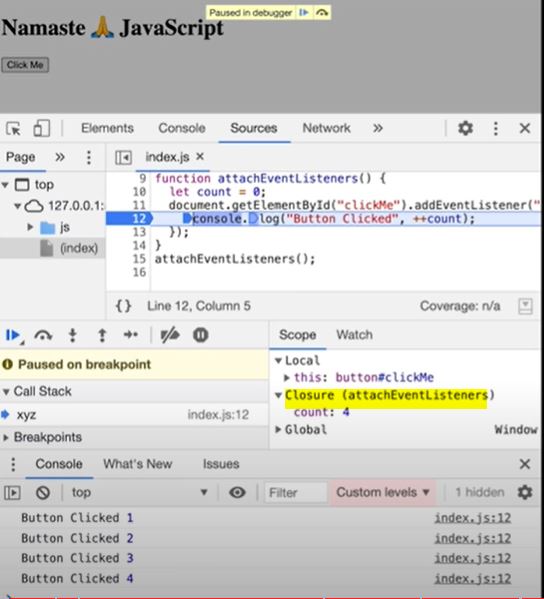 Paused in debugger
Namaste 🙏 JavaScript
Click Me
Elements Console Sources Network »
Page » index.js ×
top
127.0.0.1:
js
(index)
9 function attachEventListeners() {
10 let count = 0;
11 document.getElementById("clickMe").addEventListener("
12 console.log("Button Clicked", ++count);
13 });
14 }
15 attachEventListeners();
16
{} Line 12, Column 5 Coverage: n/a
Scope Watch
Paused on breakpoint
Call Stack
xyz index.js:12
Breakpoints
Local
this: button#clickMe
Closure (attachEventListeners)
count: 4
Global Window
Console What's New Issues
top Filter Custom levels 1 hidden
Button Clicked 1 index.js:12
Button Clicked 2 index.js:12
Button Clicked 3 index.js:12
Button Clicked 4 index.js:12